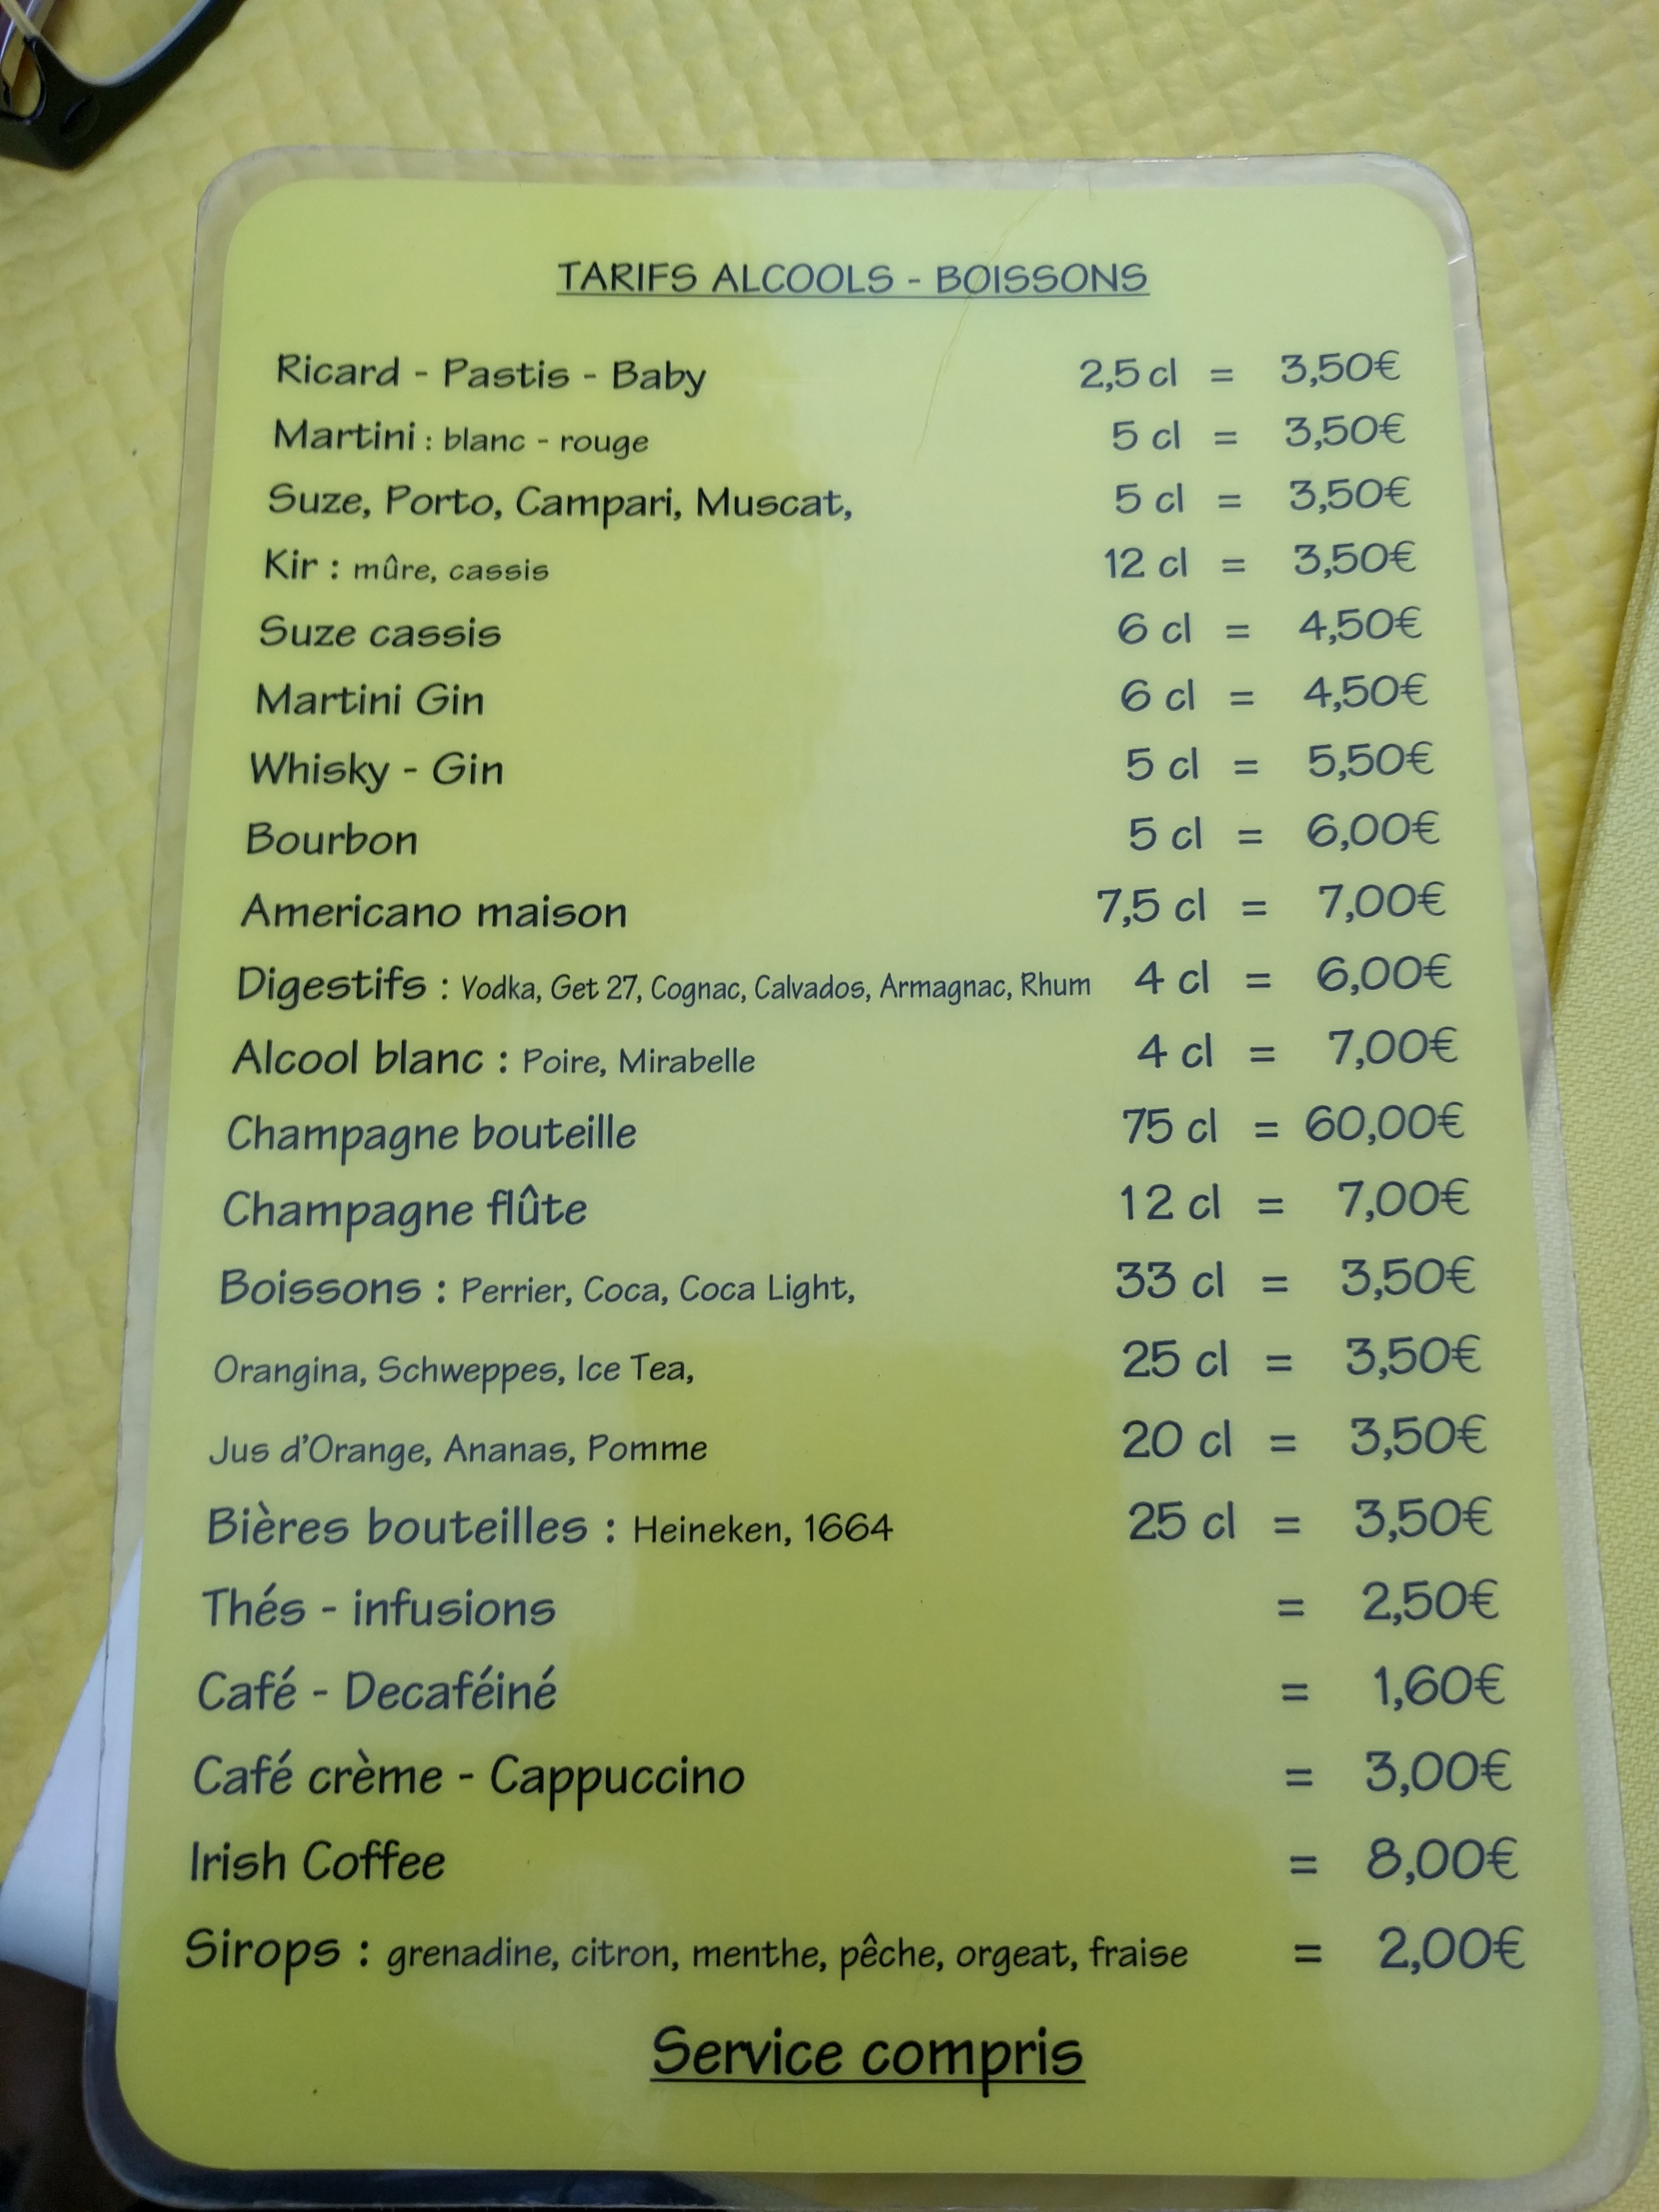 TARIFS ALCOOLS - BOISSONS
Ricard - Pastis - Baby 2,5 cl = 3,50€
Martini : blanc - rouge 5 cl = 3,50€
Suze, Porto, Campari, Muscat, 5 cl = 3,50€
Kir : mûre, cassis 12 cl = 3,50€
Suze cassis 6 cl = 4,50€
Martini Gin 6 cl = 4,50€
Whisky - Gin 5 cl = 5,50€
Bourbon 5 cl = 6,00€
Americano maison 7,5 cl = 7,00€
Digestifs : Vodka, Get 27, Cognac, Calvados, Armagnac, Rhum 4 cl = 6,00€
Alcool blanc : Poire, Mirabelle 4 cl = 7,00€
Champagne bouteille 75 cl = 60,00€
Champagne flûte 12 cl = 7,00€
Boissons : Perrier, Coca, Coca Light, 33 cl = 3,50€
Orangina, Schweppes, Ice Tea, 25 cl = 3,50€
Jus d'Orange, Ananas, Pomme 20 cl = 3,50€
Bières bouteilles : Heineken, 1664 25 cl = 3,50€
Thés - infusions = 2,50€
Café - Decaféiné = 1,60€
Café crème - Cappuccino = 3,00€
Irish Coffee = 8,00€
Sirops : grenadine, citron, menthe, pêche, orgeat, fraise = 2,00€
Service compris